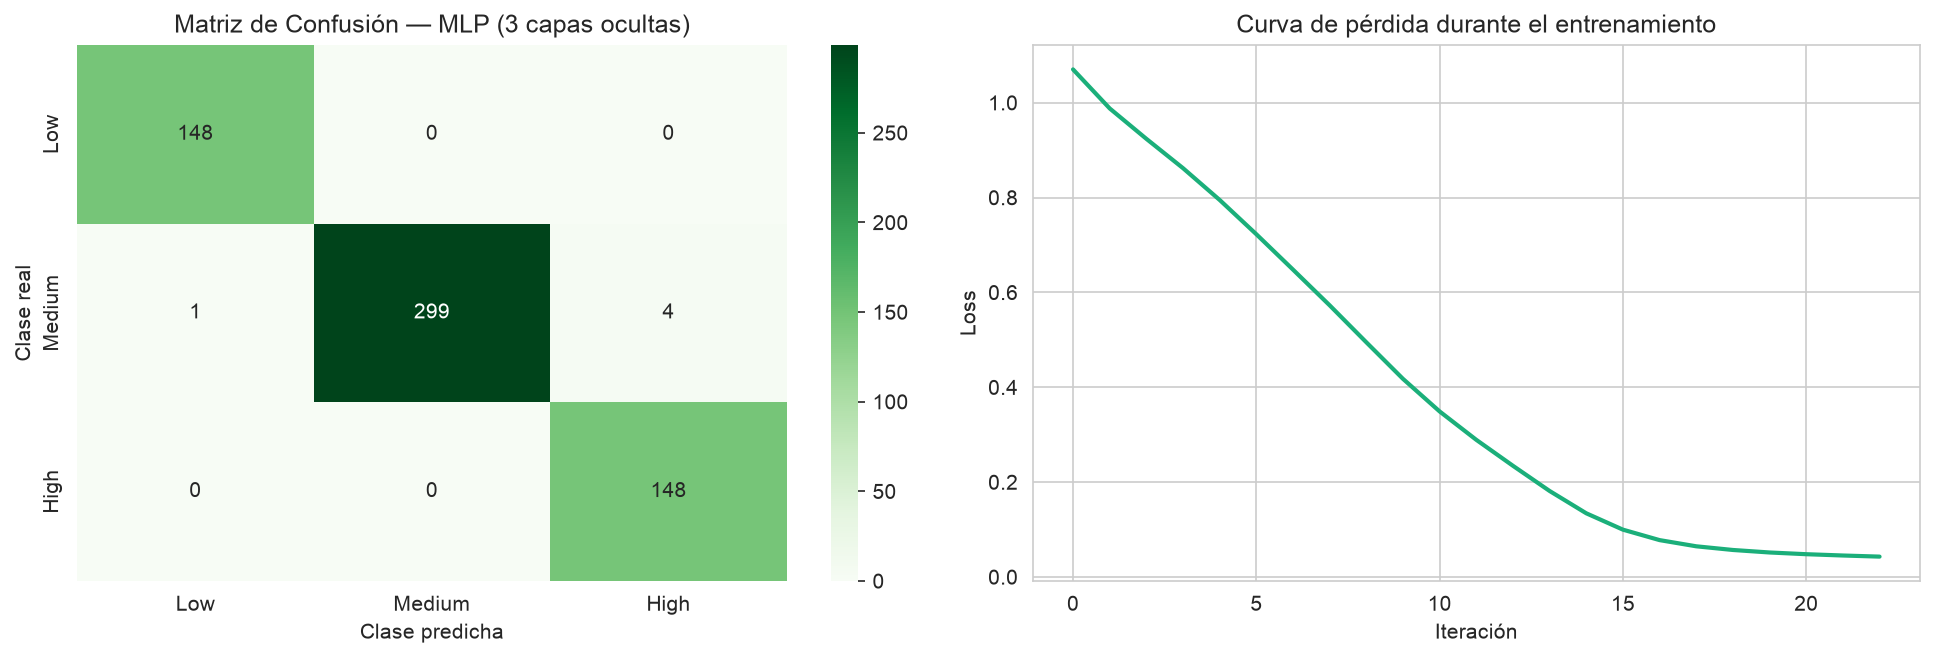 Matriz de Confusión — MLP (3 capas ocultas)
Clase real
Low
Medium
High
148 0 0
1 299 4
0 0 148
Low Medium High
Clase predicha
250
200
150
100
50
0
Curva de pérdida durante el entrenamiento
Loss
1.0
0.8
0.6
0.4
0.2
0.0
0 5 10 15 20
Iteración